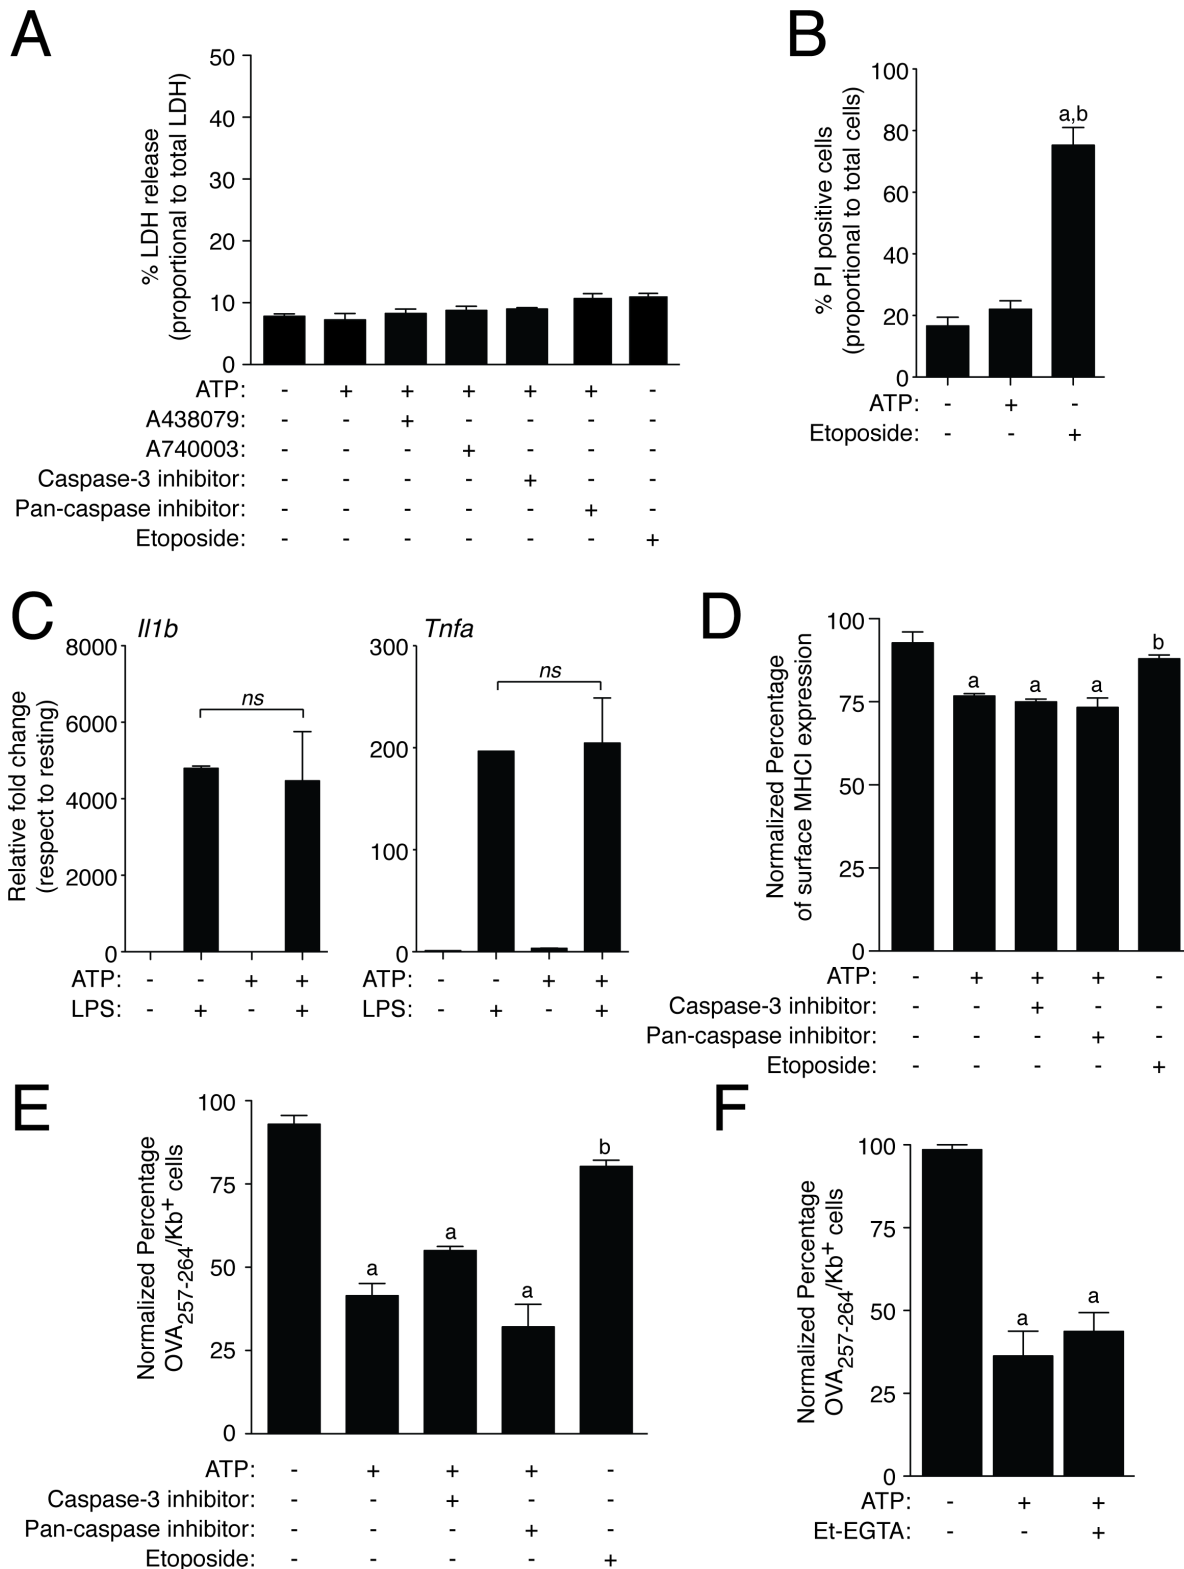 A
% LDH release
(proportional to total LDH)
50
40
30
20
10
0
ATP: - + + + + + -
A438079: - - + - - - -
A740003: - - - + - - -
Caspase-3 inhibitor: - - - - + - -
Pan-caspase inhibitor: - - - - - + -
Etoposide: - - - - - - +
B
% PI positive cells
(proportional to total cells)
100
80
60
40
20
0
a,b
ATP: - + -
Etoposide: - - +
C
Relative fold change
(respect to resting)
Il1b
8000
6000
4000
2000
0
ns
ATP: - - + +
LPS: - + - +
Tnfa
300
200
100
0
ns
ATP: - - + +
LPS: - + - +
D
Normalized Percentage
of surface MHCI expression
100
75
50
25
0
a a a b
ATP: - + + + -
Caspase-3 inhibitor: - - + - -
Pan-caspase inhibitor: - - - + -
Etoposide: - - - - +
E
Normalized Percentage
OVA257-264/Kb+ cells
100
75
50
25
0
a a a b
ATP: - + + + -
Caspase-3 inhibitor: - - + - -
Pan-caspase inhibitor: - - - + -
Etoposide: - - - - +
F
Normalized Percentage
OVA257-264/Kb+ cells
100
75
50
25
0
a a
ATP: - + +
Et-EGTA: - - +